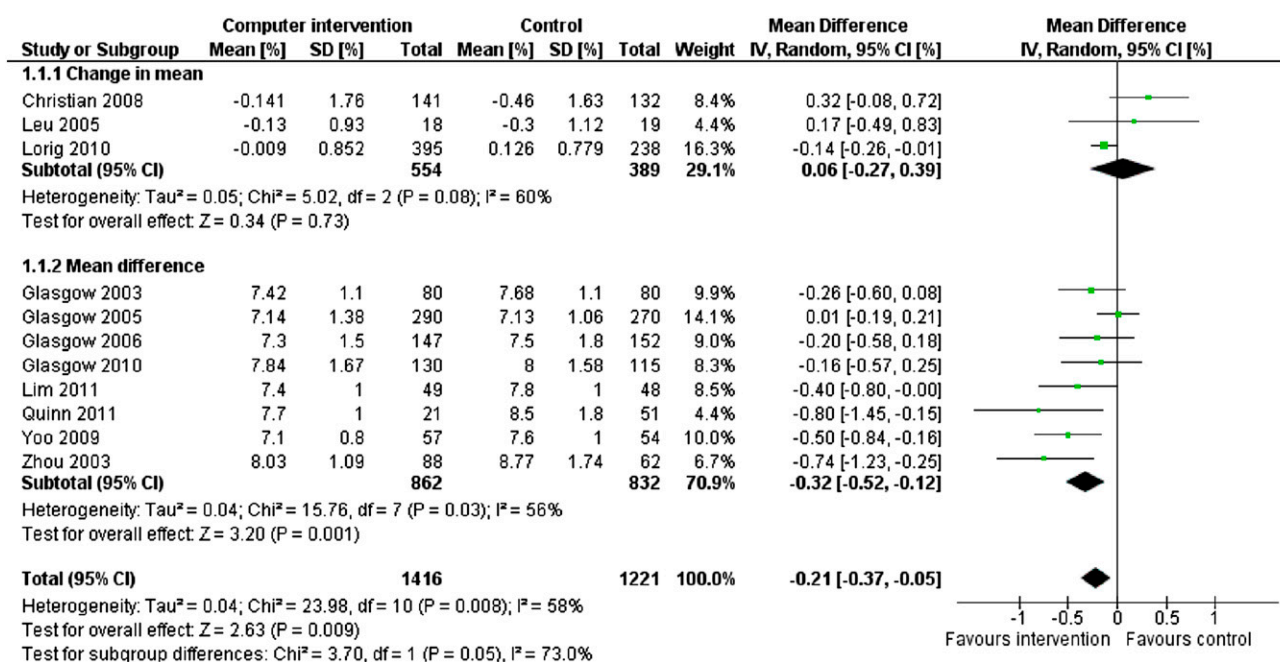 Computer intervention Control Mean Difference Mean Difference
Study or Subgroup Mean [%] SD [%] Total Mean [%] SD [%] Total Weight IV, Random, 95% CI [%] IV, Random, 95% CI [%]
1.1.1 Change in mean
Christian 2008 -0.141 1.76 141 -0.46 1.63 132 8.4% 0.32 [-0.08, 0.72]
Leu 2005 -0.13 0.93 18 -0.3 1.12 19 4.4% 0.17 [-0.49, 0.83]
Lorig 2010 -0.009 0.852 395 0.126 0.779 238 16.3% -0.14 [-0.26, -0.01]
Subtotal (95% CI) 554 389 29.1% 0.06 [-0.27, 0.39]
Heterogeneity: Tau² = 0.05; Chi² = 5.02, df = 2 (P = 0.08); I² = 60%
Test for overall effect: Z = 0.34 (P = 0.73)
1.1.2 Mean difference
Glasgow 2003 7.42 1.1 80 7.68 1.1 80 9.9% -0.26 [-0.60, 0.08]
Glasgow 2005 7.14 1.38 290 7.13 1.06 270 14.1% 0.01 [-0.19, 0.21]
Glasgow 2006 7.3 1.5 147 7.5 1.8 152 9.0% -0.20 [-0.58, 0.18]
Glasgow 2010 7.84 1.67 130 8 1.58 115 8.3% -0.16 [-0.57, 0.25]
Lim 2011 7.4 1 49 7.8 1 48 8.5% -0.40 [-0.80, -0.00]
Quinn 2011 7.7 1 21 8.5 1.8 51 4.4% -0.80 [-1.45, -0.15]
Yoo 2009 7.1 0.8 57 7.6 1 54 10.0% -0.50 [-0.84, -0.16]
Zhou 2003 8.03 1.09 88 8.77 1.74 62 6.7% -0.74 [-1.23, -0.25]
Subtotal (95% CI) 862 832 70.9% -0.32 [-0.52, -0.12]
Heterogeneity: Tau² = 0.04; Chi² = 15.76, df = 7 (P = 0.03); I² = 56%
Test for overall effect: Z = 3.20 (P = 0.001)
Total (95% CI) 1416 1221 100.0% -0.21 [-0.37, -0.05]
Heterogeneity: Tau² = 0.04; Chi² = 23.98, df = 10 (P = 0.008); I² = 58%
Test for overall effect: Z = 2.63 (P = 0.009)
Test for subgroup differences: Chi² = 3.70, df = 1 (P = 0.05), I² = 73.0%
-1 -0.5 0 0.5 1
Favours intervention Favours control